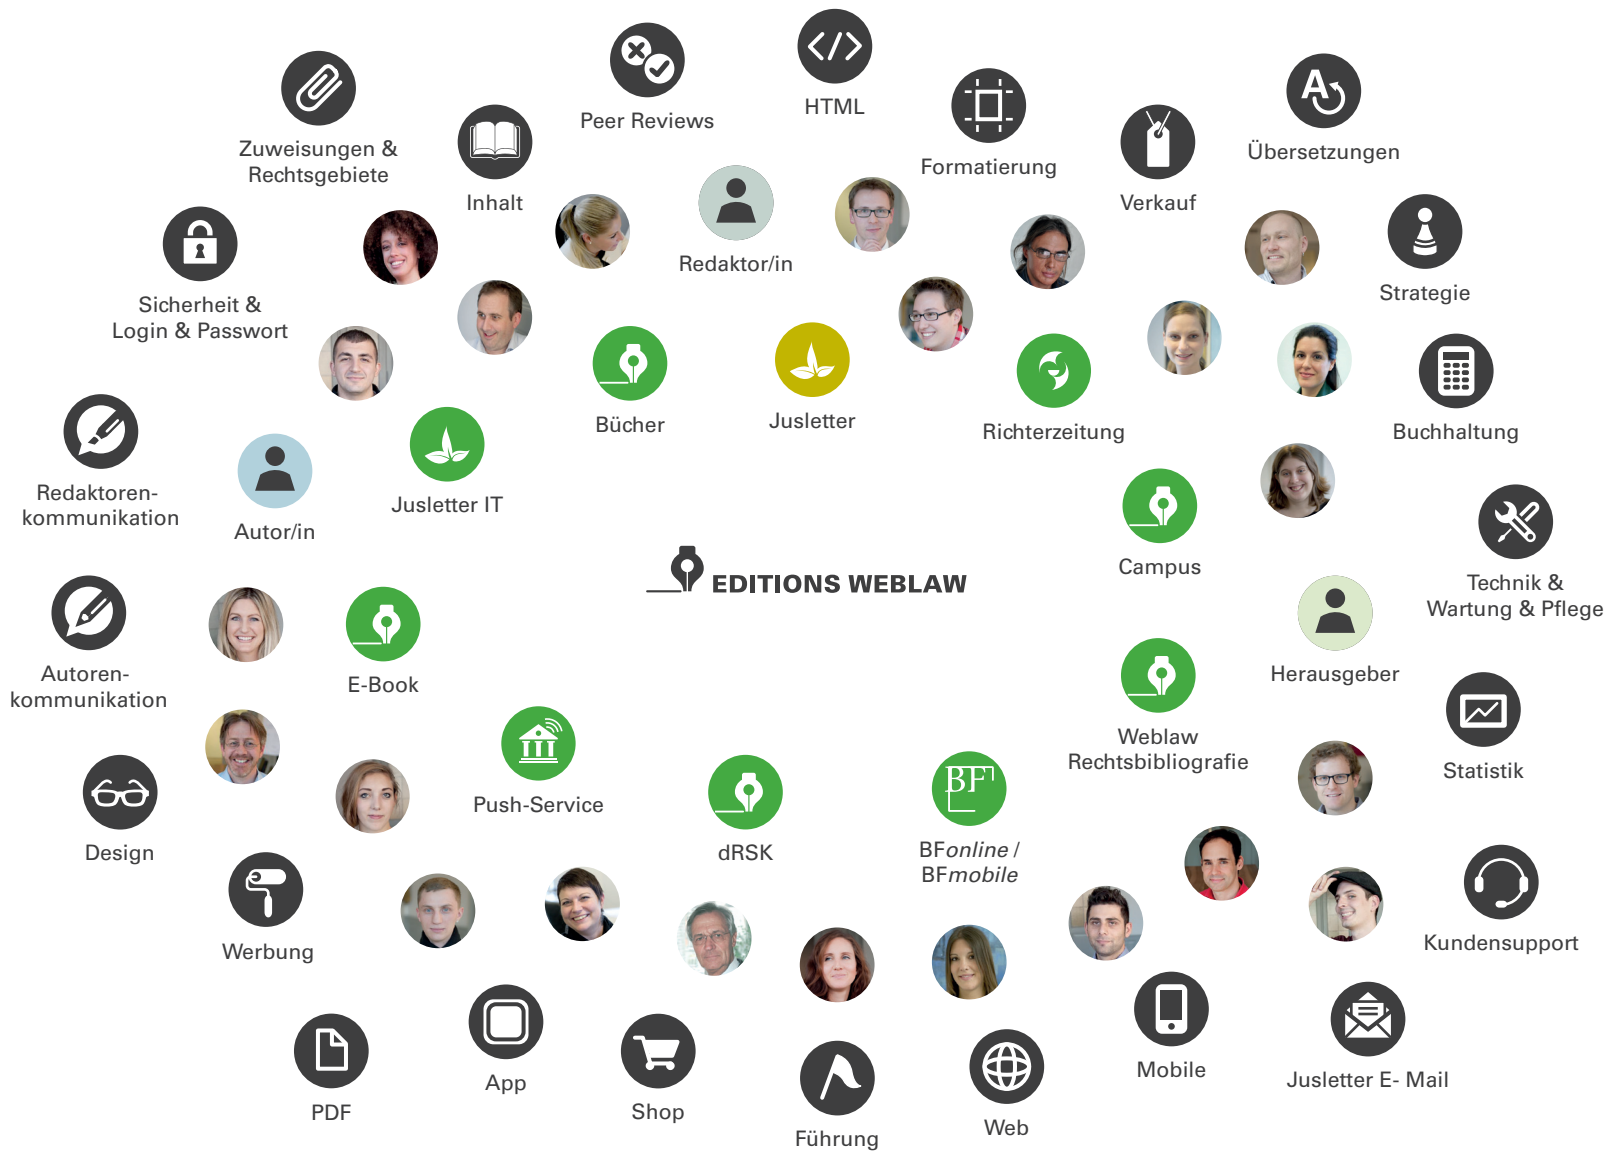 HTML
Peer Reviews
Zuweisungen &
Rechtsgebiete
Inhalt
Formatierung
Verkauf
Übersetzungen
Redaktor/in
Strategie
Sicherheit &
Login & Passwort
Bücher
Jusletter
Richterzeitung
Buchhaltung
Redaktoren-
kommunikation
Autor/in
Jusletter IT
Campus
Technik &
Wartung & Pflege
EDITIONS WEBLAW
Autoren-
kommunikation
E-Book
Herausgeber
Weblaw
Rechtsbibliografie
Statistik
Push-Service
Design
dRSK
BF
BFonline /
BFmobile
Werbung
Kundensupport
PDF
App
Shop
Führung
Web
Mobile
Jusletter E- Mail